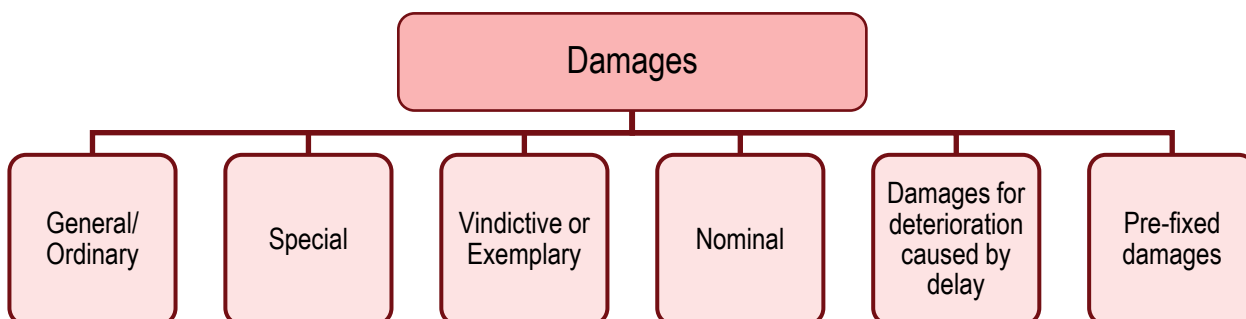 Damages
General/
Ordinary
Special
Vindictive or
Exemplary
Nominal
Damages for
deterioration
caused by
delay
Pre-fixed
damages